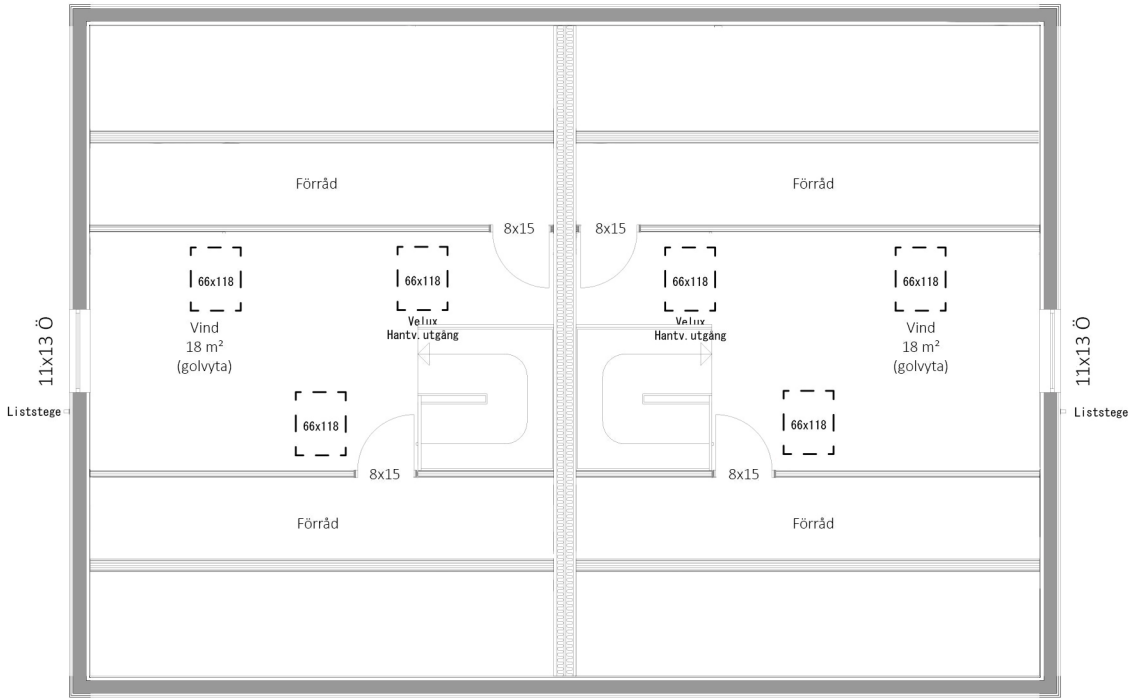 Förråd
Förråd
8x15
8x15
66x118
66x118
66x118
66x118
Velux
Hantv. utgång
Velux
Hantv. utgång
Vind
18 m²
(golvyta)
Vind
18 m²
(golvyta)
11x13 Ö
11x13 Ö
Liststege
Liststege
66x118
66x118
8x15
8x15
Förråd
Förråd